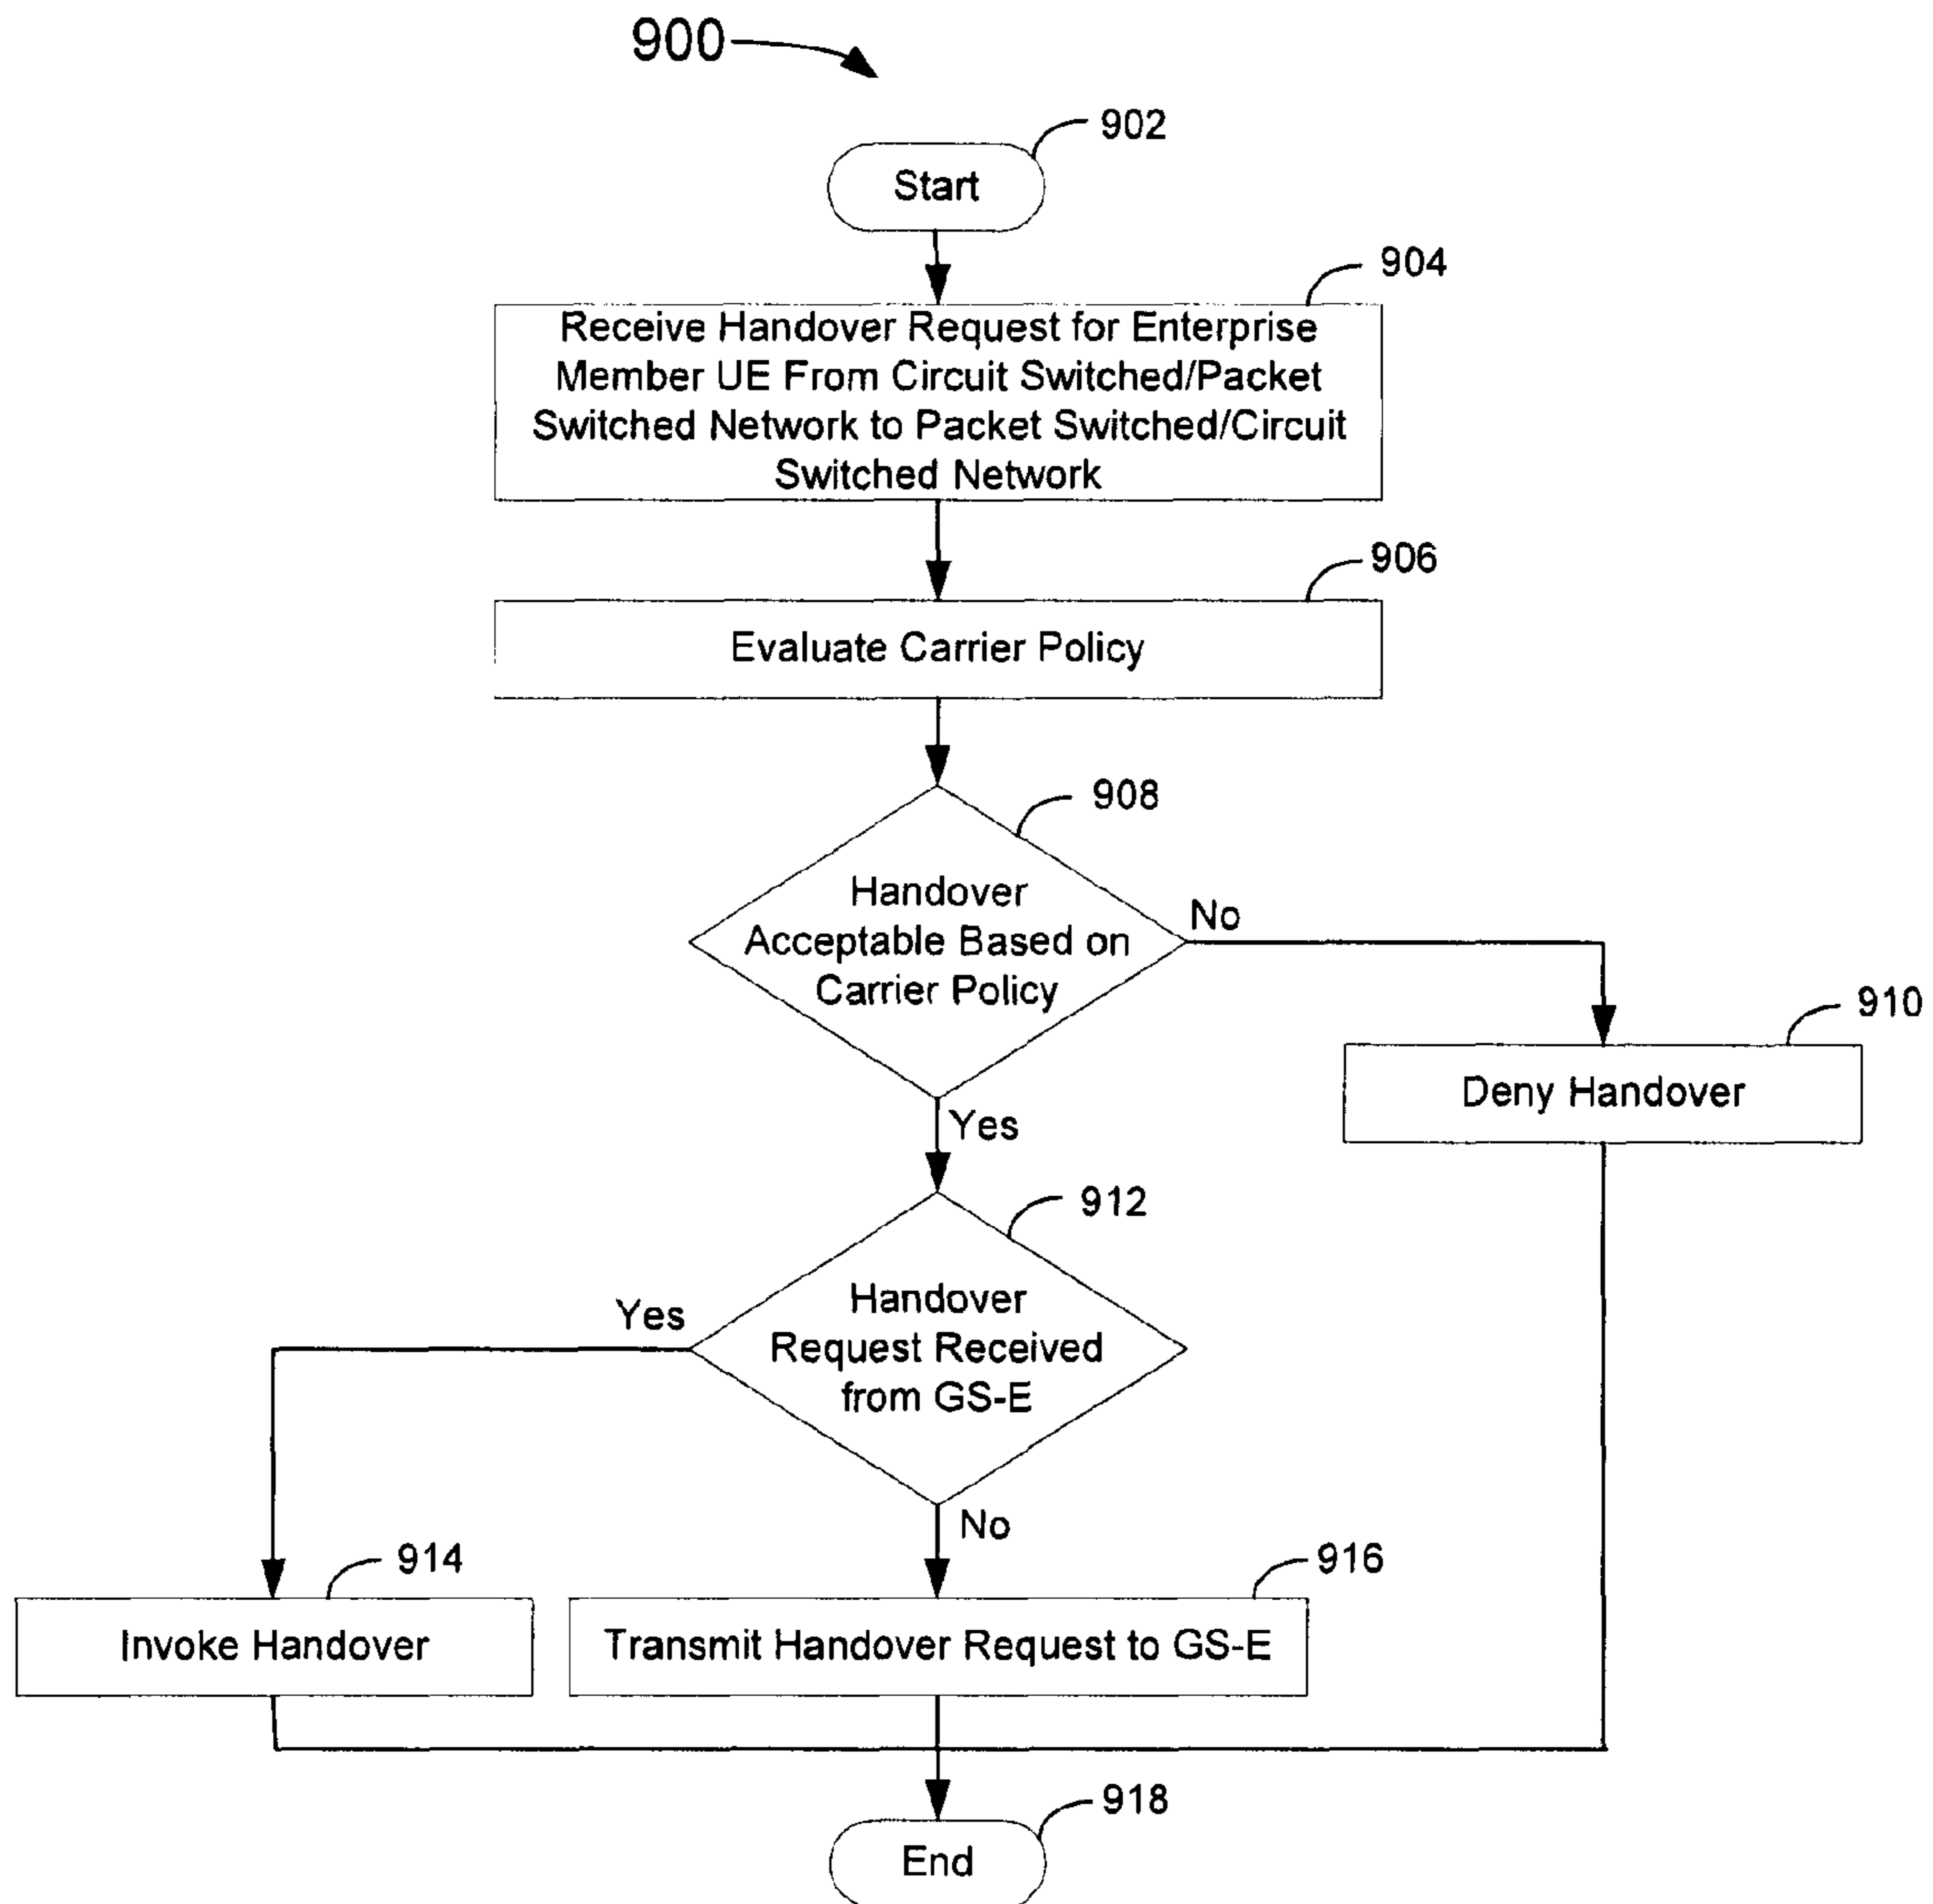 900
902
Start
904
Receive Handover Request for Enterprise
Member UE From Circuit Switched/Packet
Switched Network to Packet Switched/Circuit
Switched Network
906
Evaluate Carrier Policy
908
Handover
Acceptable Based on
Carrier Policy
No
910
Deny Handover
Yes
912
Handover
Request Received
from GS-E
Yes
No
914
Invoke Handover
916
Transmit Handover Request to GS-E
918
End